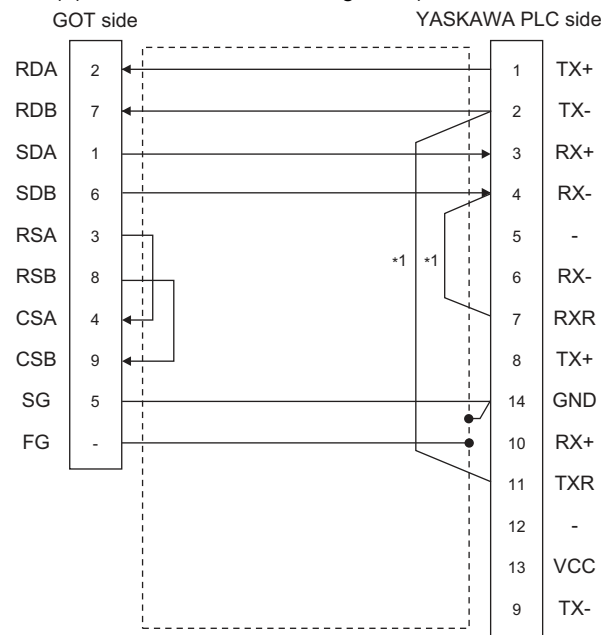 GOT side YASKAWA PLC side
RDA 2 1 TX+
RDB 7 2 TX-
SDA 1 3 RX+
SDB 6 4 RX-
RSA 3 5 -
RSB 8 *1 *1 6 RX-
CSA 4 7 RXR
CSB 9 8 TX+
SG 5 14 GND
FG - 10 RX+
11 TXR
12 -
13 VCC
9 TX-